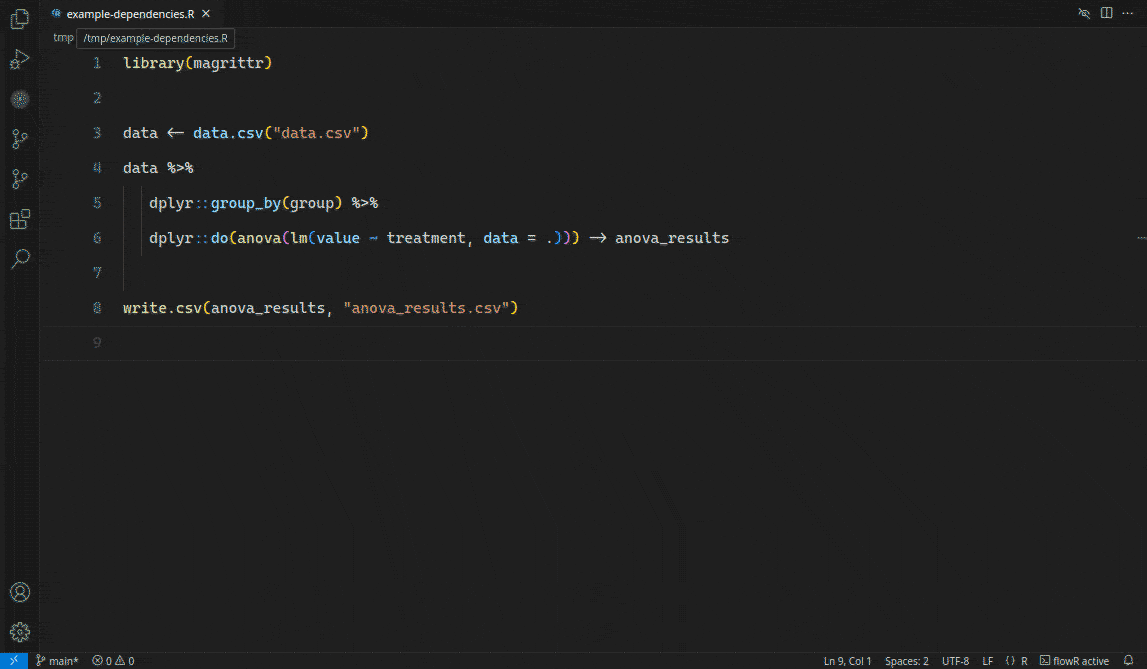 example-dependencies.R
tmp /tmp/example-dependencies.R
1 library(magrittr)
2
3 data <- data.csv("data.csv")
4 data %>%
5 dplyr::group_by(group) %>%
6 dplyr::do(anova(lm(value ~ treatment, data = .))) -> anova_results
7
8 write.csv(anova_results, "anova_results.csv")
9
main* 0 0 Ln 9, Col 1 Spaces: 2 UTF-8 LF {} R flowR active